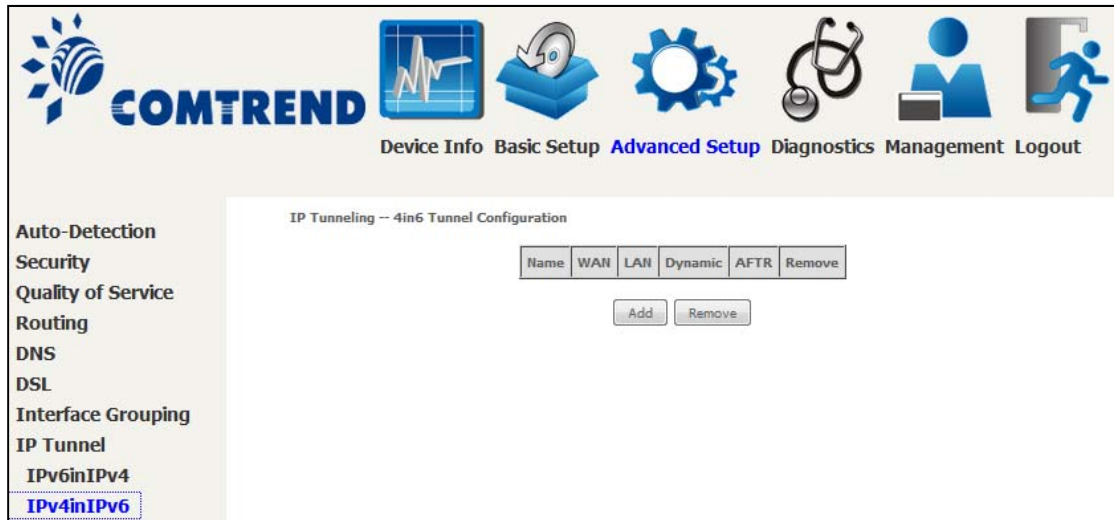 COMTREND
Device Info Basic Setup Advanced Setup Diagnostics Management Logout
Auto-Detection
Security
Quality of Service
Routing
DNS
DSL
Interface Grouping
IP Tunnel
IPv6inIPv4
IPv4inIPv6
IP Tunneling -- 4in6 Tunnel Configuration
Name WAN LAN Dynamic AFTR Remove
Add Remove